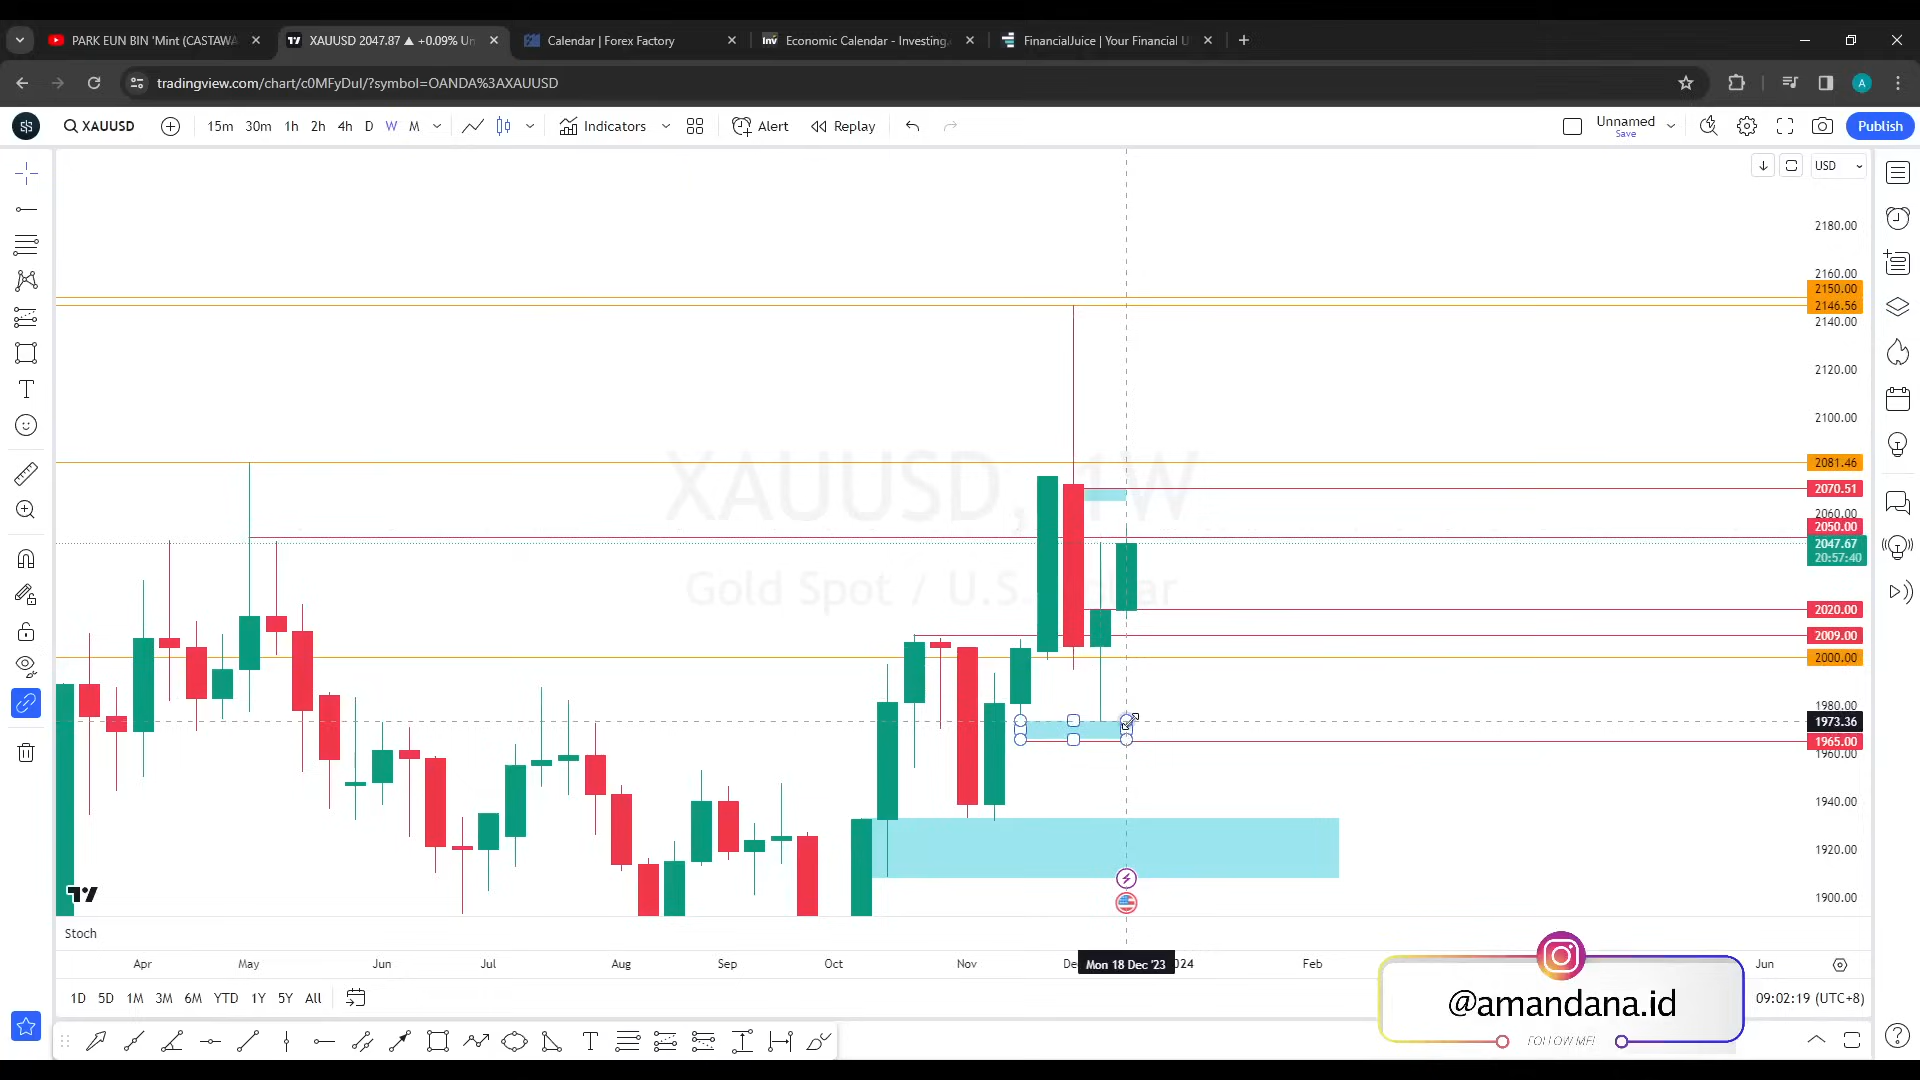 PARK EUN BIN 'Mint (CASTAWA
XAUUSD 2047.87 ▲ +0.09% Un
Calendar | Forex Factory
Inv Economic Calendar - Investing.
FinancialJuice | Your Financial
tradingview.com/chart/c0MFyDuI/?symbol=OANDA%3AXAUUSD
A
XAUUSD
15m 30m 1h 2h 4h D W M
Indicators
Alert
Replay
Unnamed
Save
Publish
USD
2180.00
2160.00
2150.00
2146.56
2140.00
2120.00
2100.00
2081.46
2070.51
2060.00
2050.00
2047.67
20:57:40
2020.00
2009.00
2000.00
1980.00
1973.36
1965.00
1960.00
1940.00
1920.00
1900.00
XAUUSD, 1W
Gold Spot / U.S. Dollar
Stoch
Apr May Jun Jul Aug Sep Oct Nov Mon 18 Dec '23 Feb Jun
1D 5D 1M 3M 6M YTD 1Y 5Y All
09:02:19 (UTC+8)
@amandana.id
FOLLOW ME!